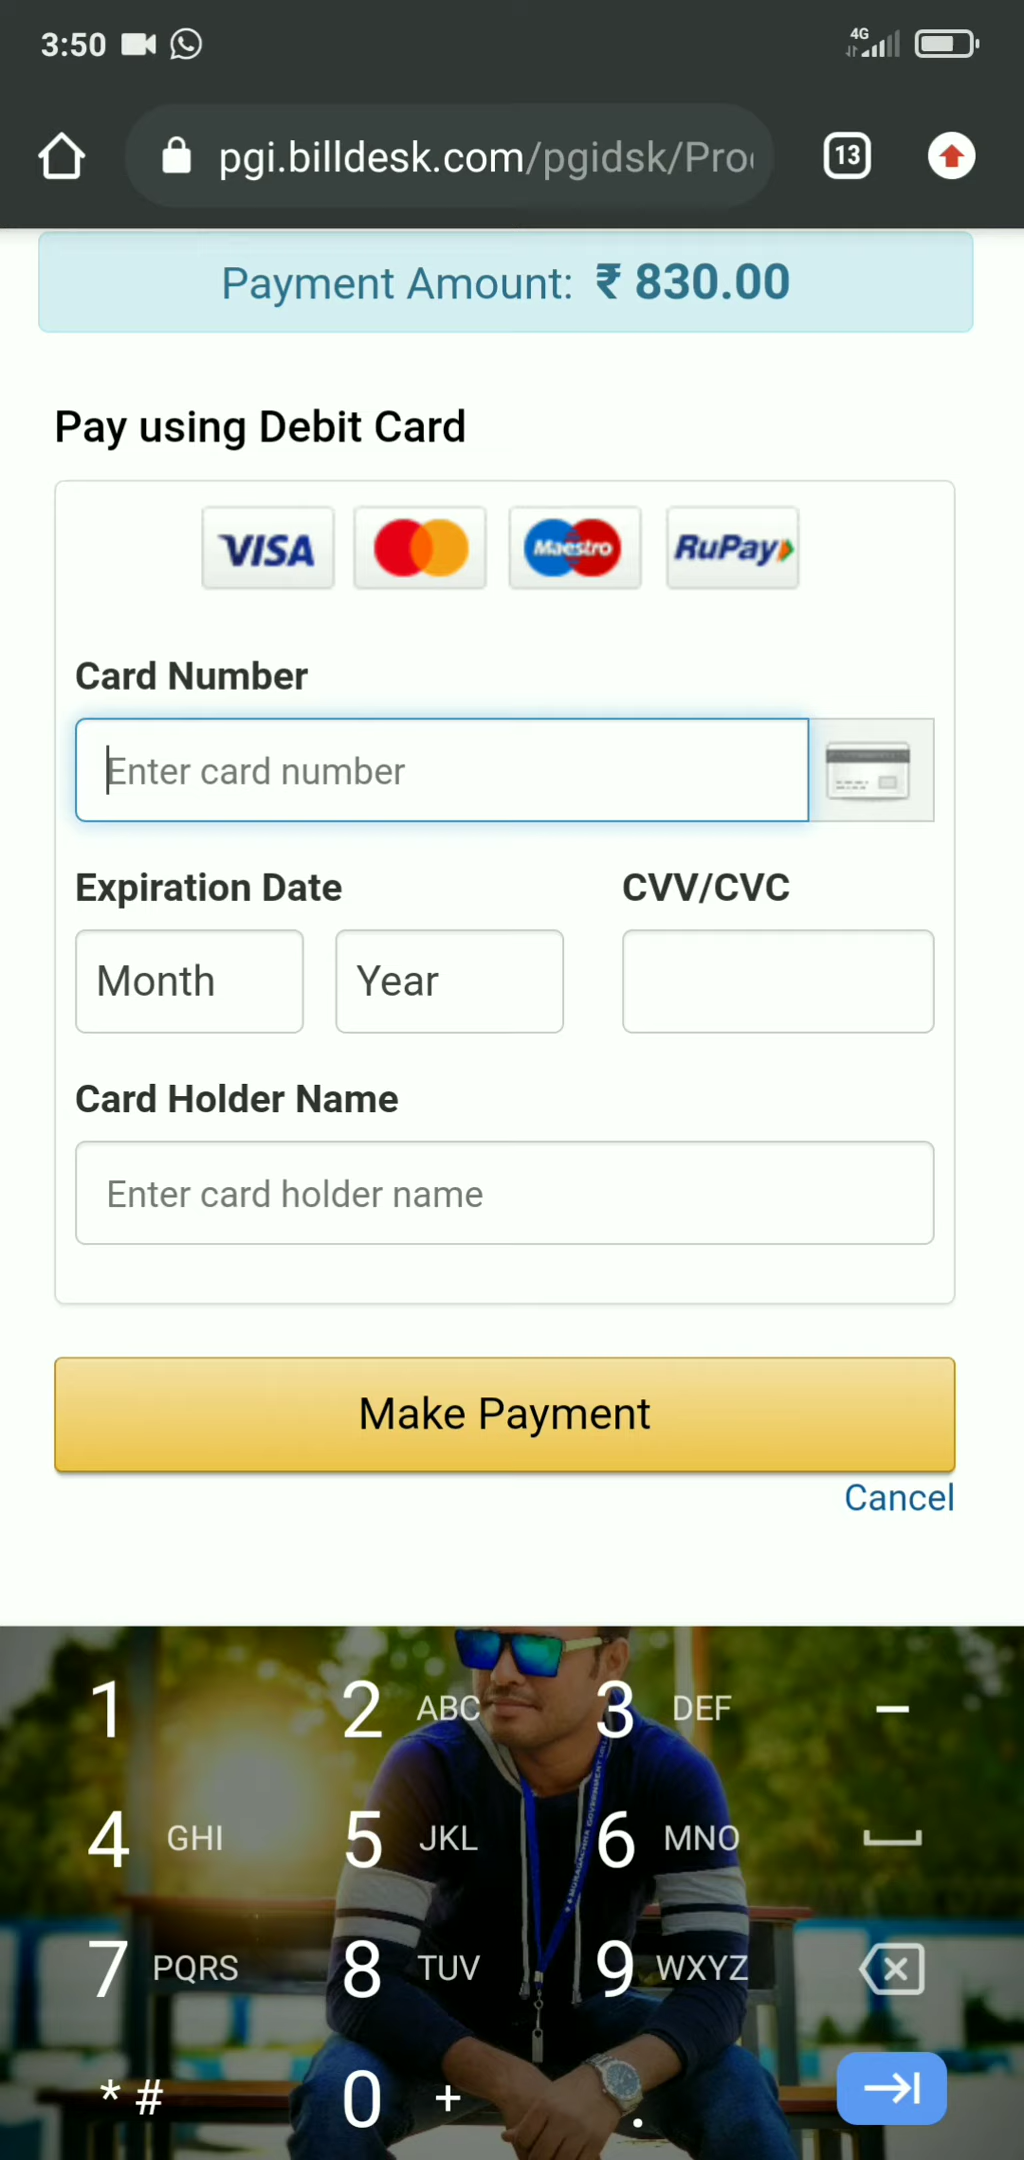 3:50
4G
pgi.billdesk.com/pgidsk/Pro
13
Payment Amount: ₹ 830.00
Pay using Debit Card
VISA
Maestro
RuPay
Card Number
Enter card number
Expiration Date
CVV/CVC
Month
Year
Card Holder Name
Enter card holder name
Make Payment
Cancel
1 2 ABC 3 DEF –
4 GHI 5 JKL 6 MNO
7 PQRS 8 TUV 9 WXYZ
* # 0 + .